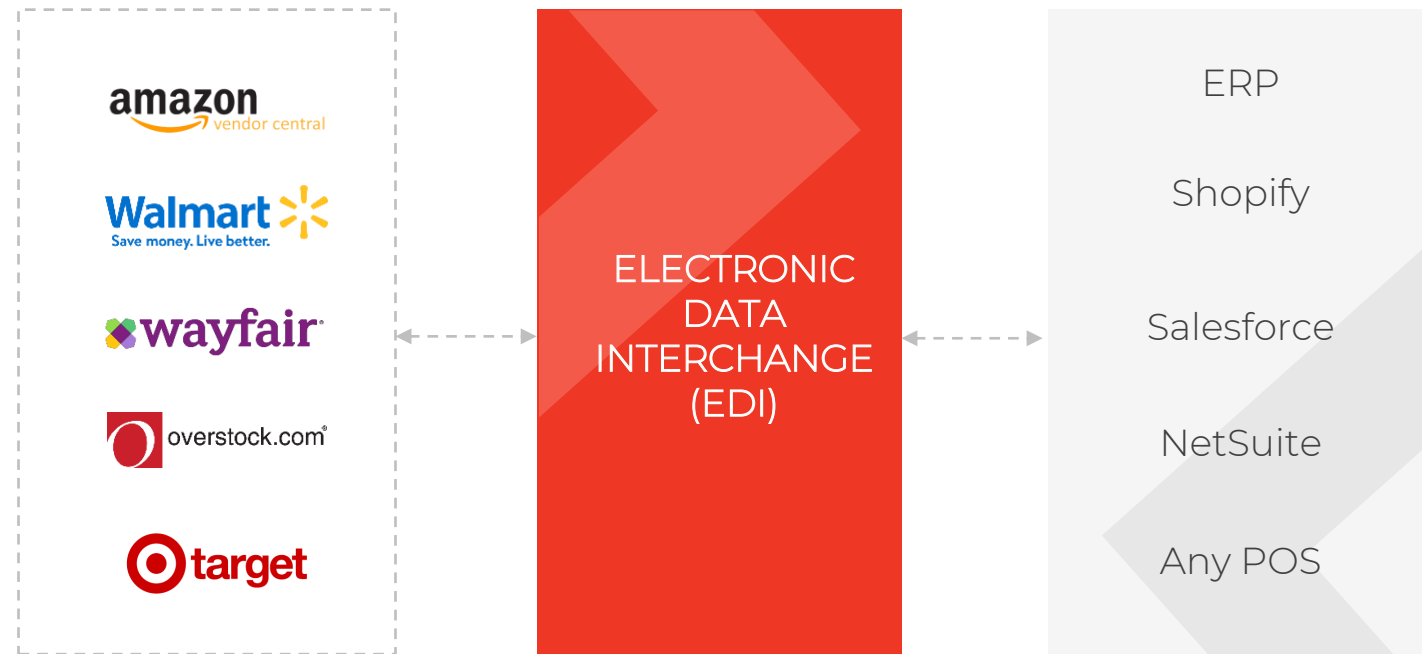 amazon
vendor central
Walmart
Save money. Live better.
wayfair
overstock.com®
target
ELECTRONIC
DATA
INTERCHANGE
(EDI)
ERP
Shopify
Salesforce
NetSuite
Any POS